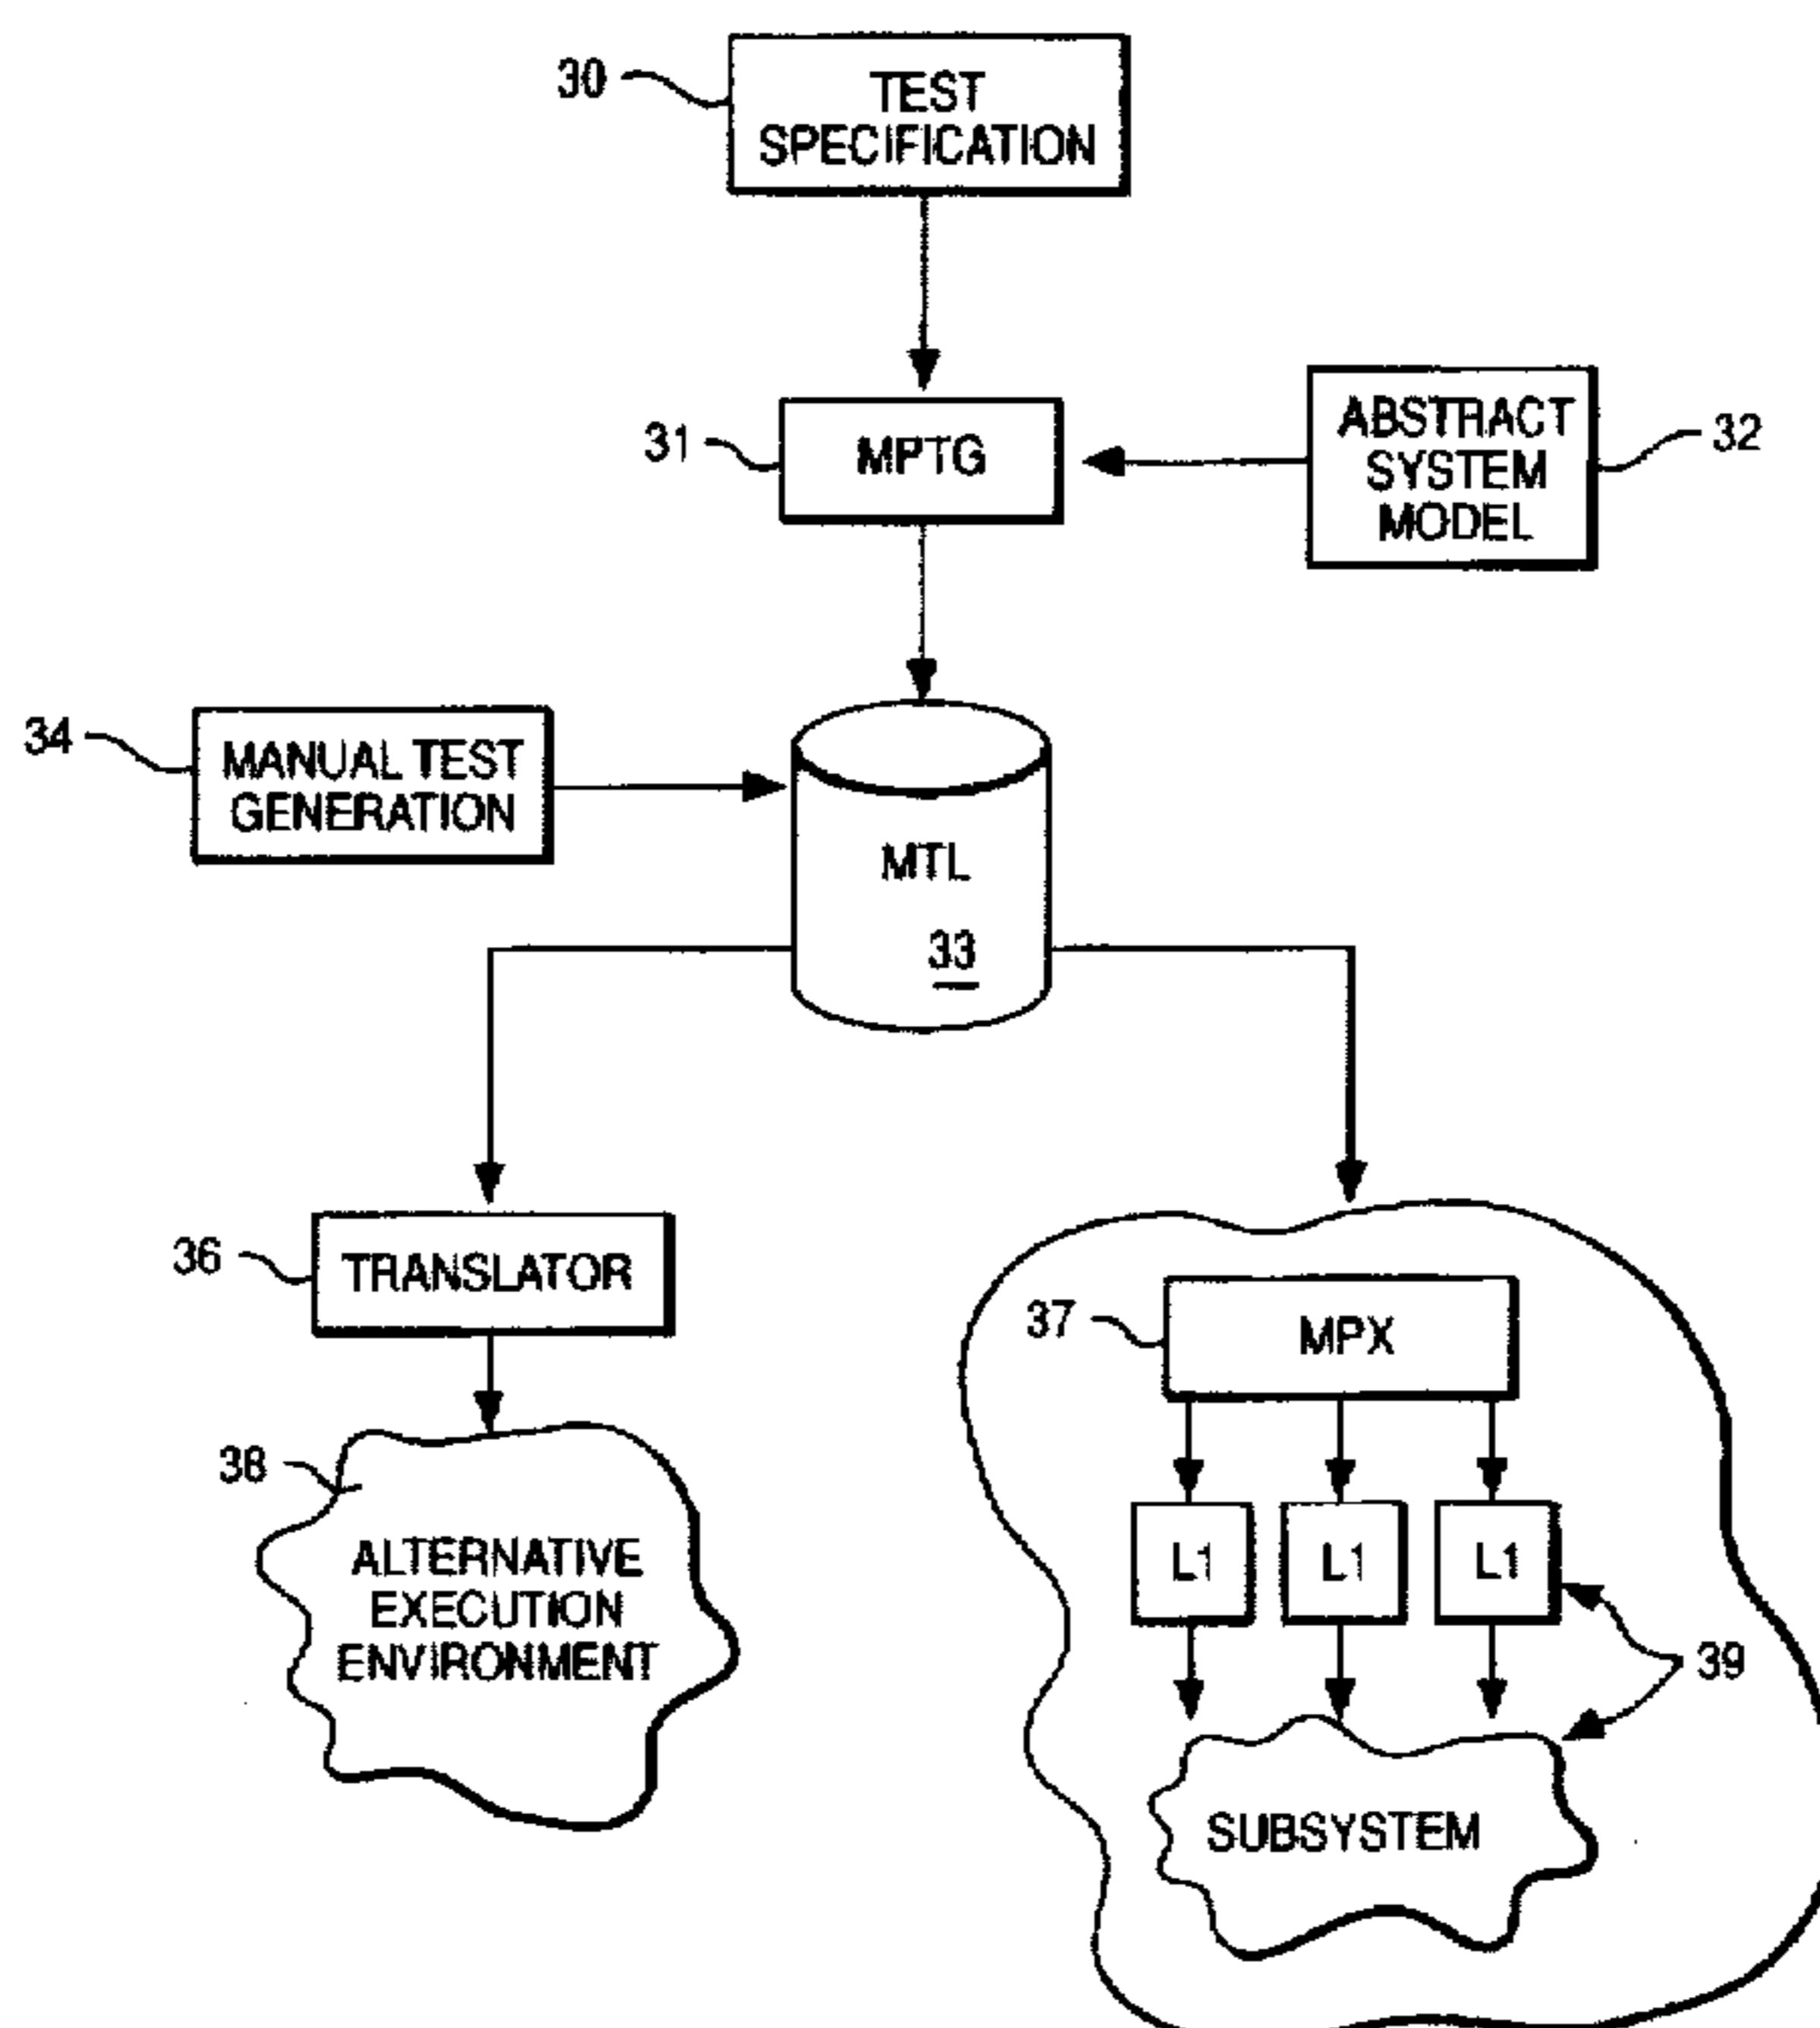 30
TEST
SPECIFICATION
31
MPTG
ABSTRACT
SYSTEM
MODEL
32
34
MANUAL TEST
GENERATION
MTL
33
36
TRANSLATOR
37
MPX
38
ALTERNATIVE
EXECUTION
ENVIRONMENT
L1
L1
L1
39
SUBSYSTEM